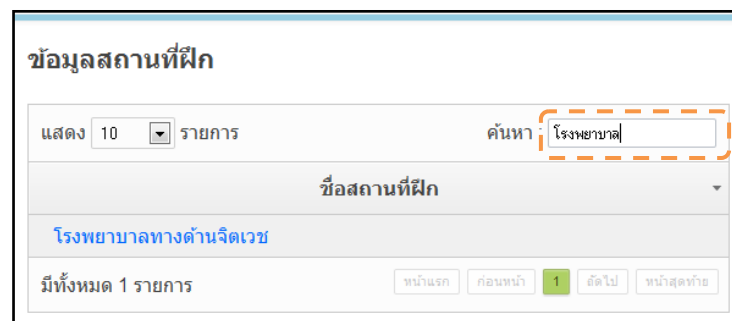 ข้อมูลสถานที่ฝึก
แสดง 10 รายการ ค้นหา : โรงพยาบาล
ชื่อสถานที่ฝึก
โรงพยาบาลทางด้านจิตเวช
มีทั้งหมด 1 รายการ หน้าแรก ก่อนหน้า 1 ถัดไป หน้าสุดท้าย